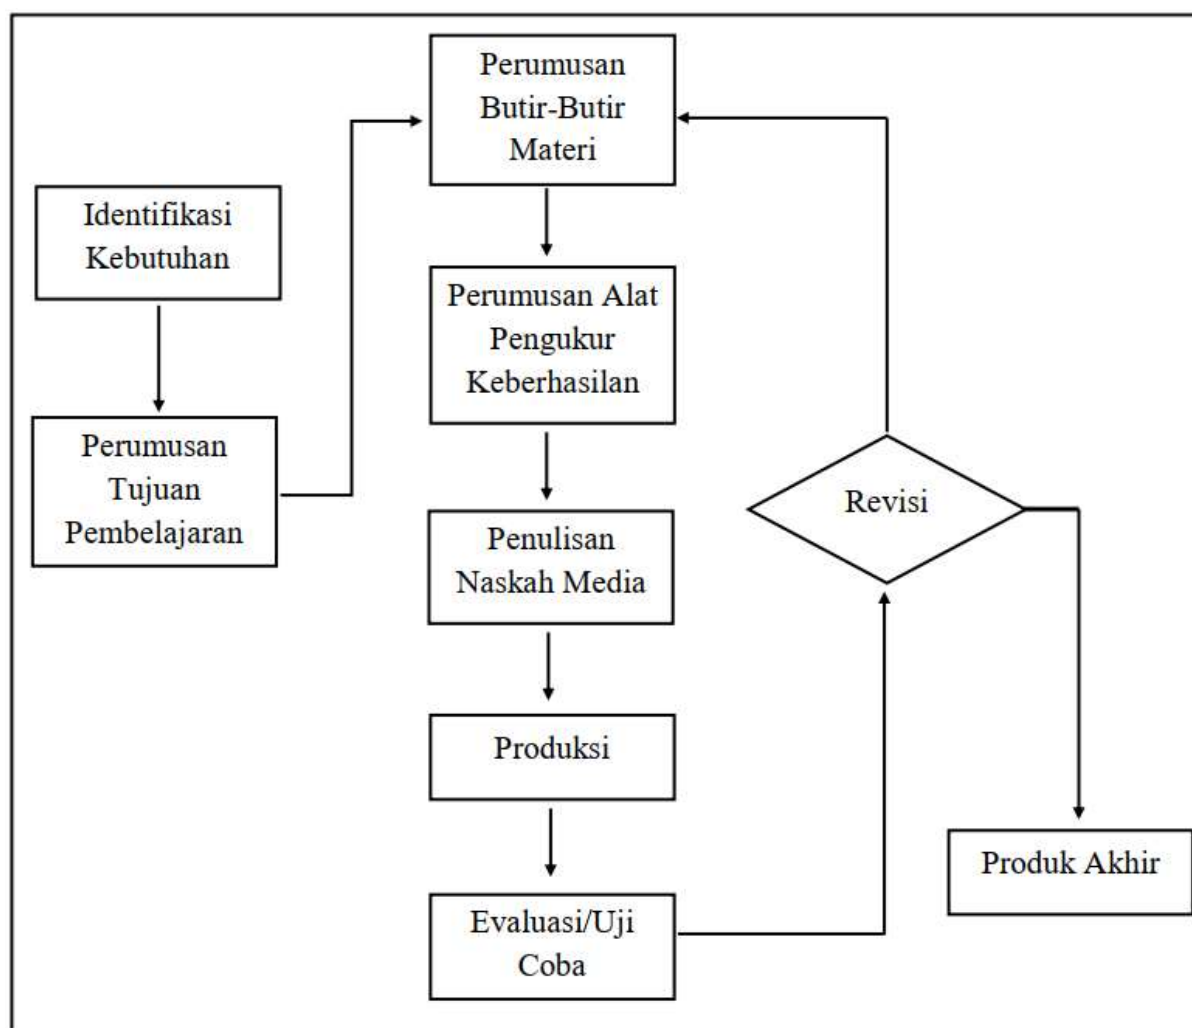 Identifikasi
Kebutuhan
Perumusan
Tujuan
Pembelajaran
Perumusan
Butir-Butir
Materi
Perumusan Alat
Pengukur
Keberhasilan
Penulisan
Naskah Media
Produksi
Evaluasi/Uji
Coba
Revisi
Produk Akhir